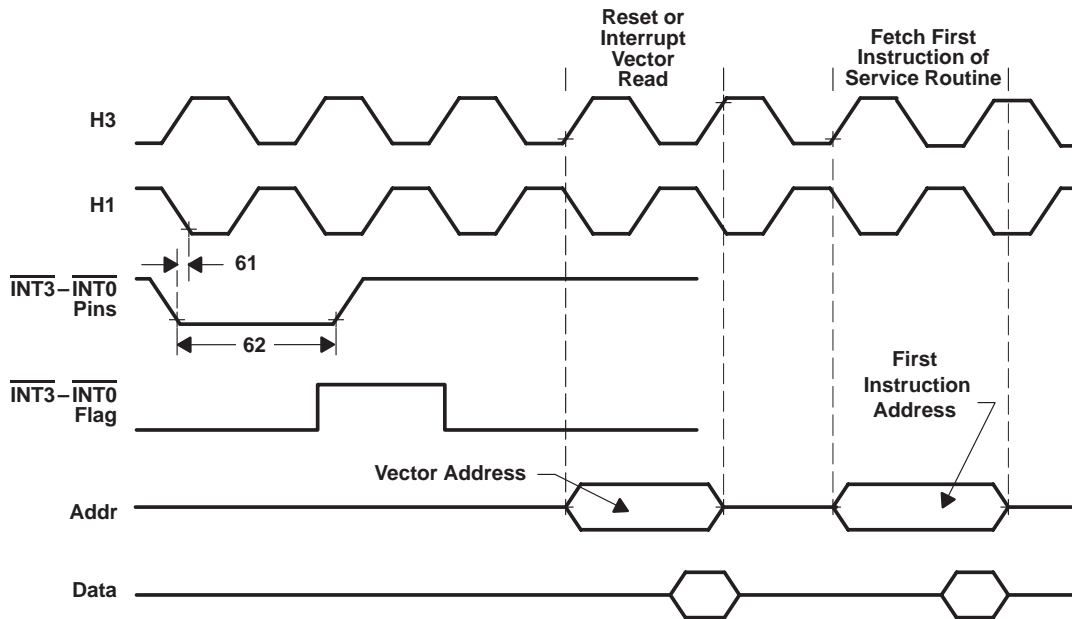 Reset or
Interrupt
Vector
Read
Fetch First
Instruction of
Service Routine
H3
H1
61
INT3–INT0
Pins
62
INT3–INT0
Flag
First
Instruction
Address
Vector Address
Addr
Data